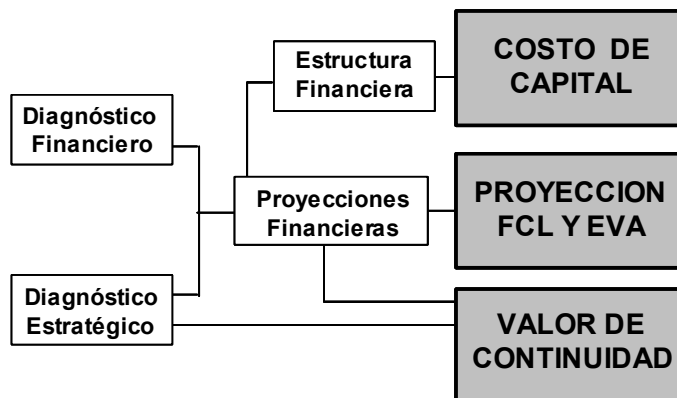 Diagnóstico
Financiero
Diagnóstico
Estratégico
Estructura
Financiera
Proyecciones
Financieras
COSTO DE
CAPITAL
PROYECCION
FCL Y EVA
VALOR DE
CONTINUIDAD